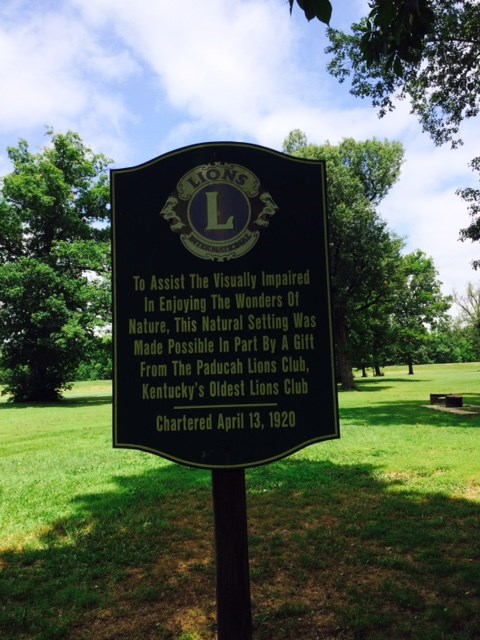 LIONS
L
INTERNATIONAL
To Assist The Visually Impaired
In Enjoying The Wonders Of
Nature, This Natural Setting Was
Made Possible In Part By A Gift
From The Paducah Lions Club,
Kentucky's Oldest Lions Club
Chartered April 13, 1920